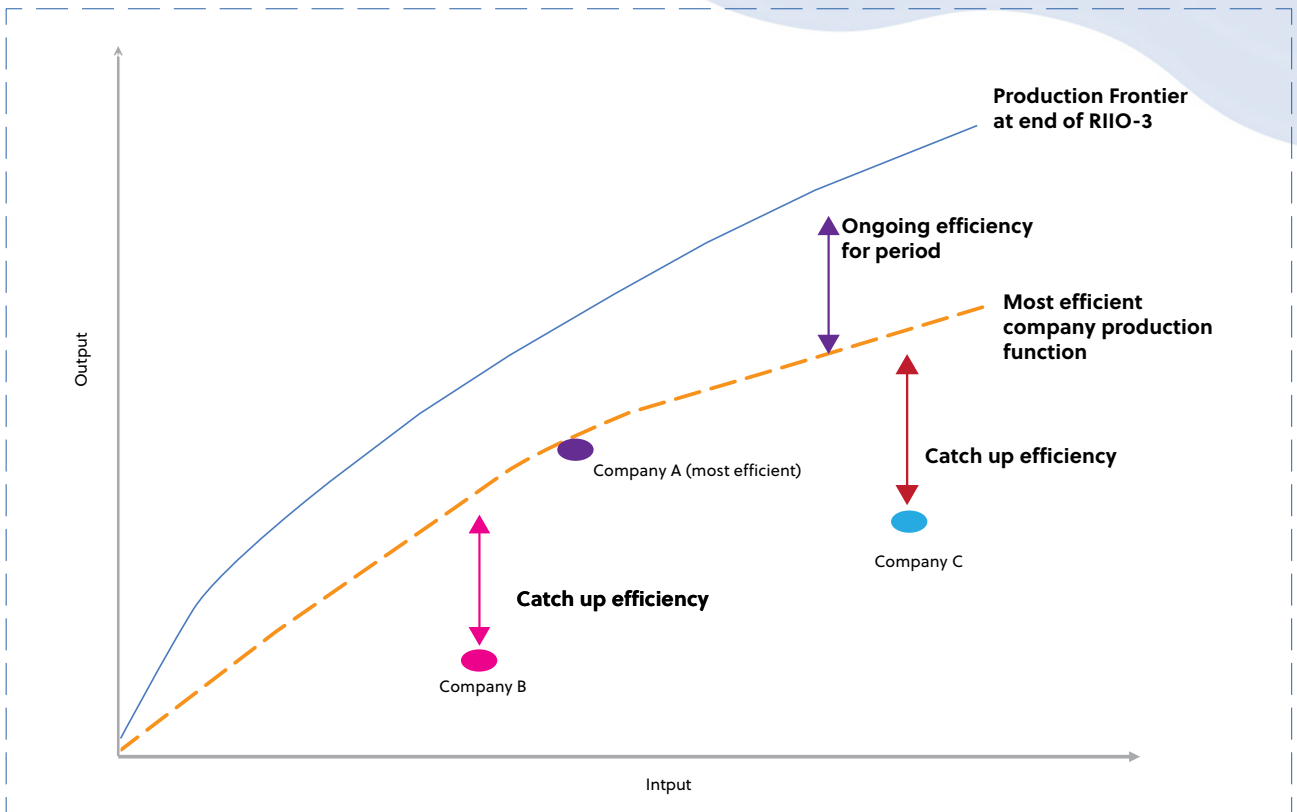 Production Frontier
at end of RIIO-3
Ongoing efficiency
for period
Most efficient
company production
function
Output
Company A (most efficient)
Catch up efficiency
Company C
Catch up efficiency
Company B
Intput